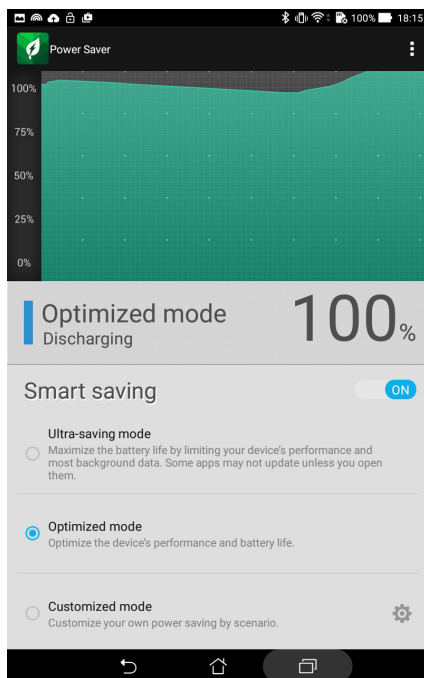 100% 18:15
Power Saver
100%
75%
50%
25%
0%
Optimized mode
Discharging
100%
Smart saving
ON
Ultra-saving mode
Maximize the battery life by limiting your device's performance and
most background data. Some apps may not update unless you open
them.
Optimized mode
Optimize the device's performance and battery life.
Customized mode
Customize your own power saving by scenario.